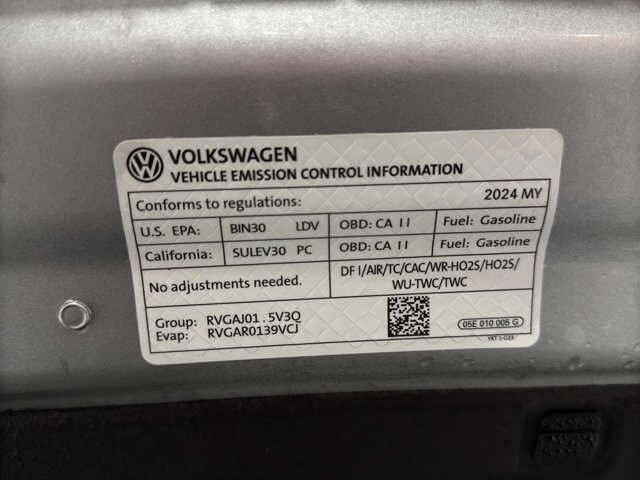 VOLKSWAGEN
VEHICLE EMISSION CONTROL INFORMATION
Conforms to regulations: 2024 MY
U.S. EPA: BIN30 LDV OBD: CA II Fuel: Gasoline
California: SULEV30 PC OBD: CA II Fuel: Gasoline
No adjustments needed. DFI/AIR/TC/CAC/WR-HO2S/HO2S/
WU-TWC/TWC
Group: RVGAJ01.5V3Q
Evap: RVGAR0139VCJ
05E 010 005 G